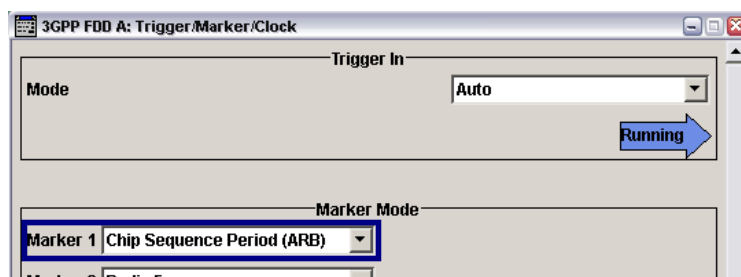 3GPP FDD A: Trigger/Marker/Clock
Trigger In
Mode Auto
Running
Marker Mode
Marker 1 Chip Sequence Period (ARB)